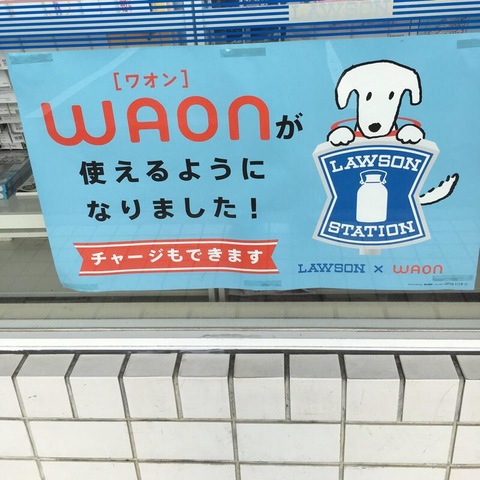 [ワオン]
WAONが
使えるように
なりました!
チャージもできます
LAWSON
STATION
LAWSON × WAON